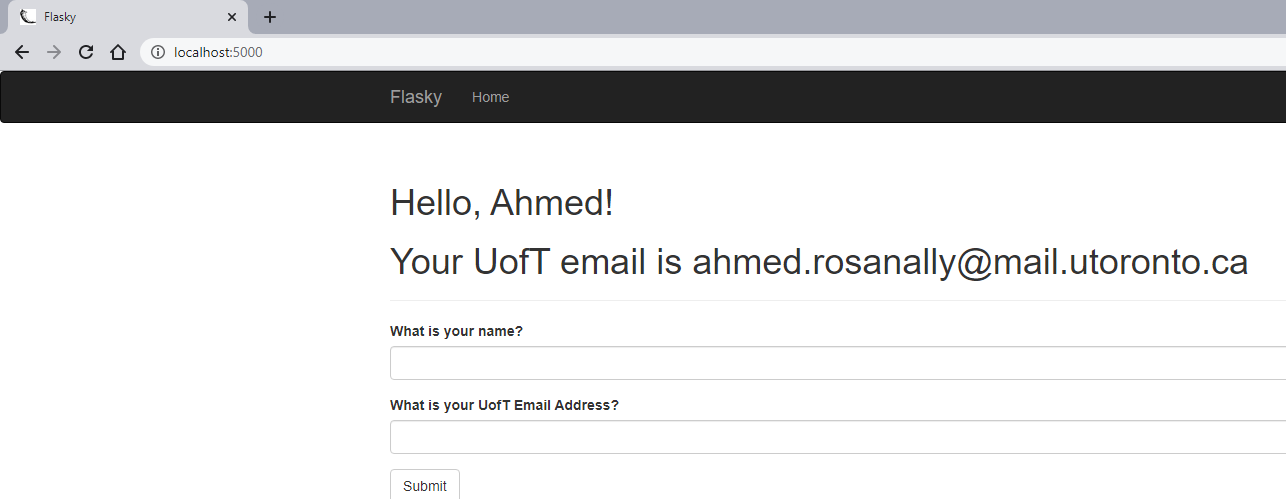 Flasky
localhost:5000
Flasky Home
Hello, Ahmed!
Your UofT email is ahmed.rosanally@mail.utoronto.ca
What is your name?
What is your UofT Email Address?
Submit